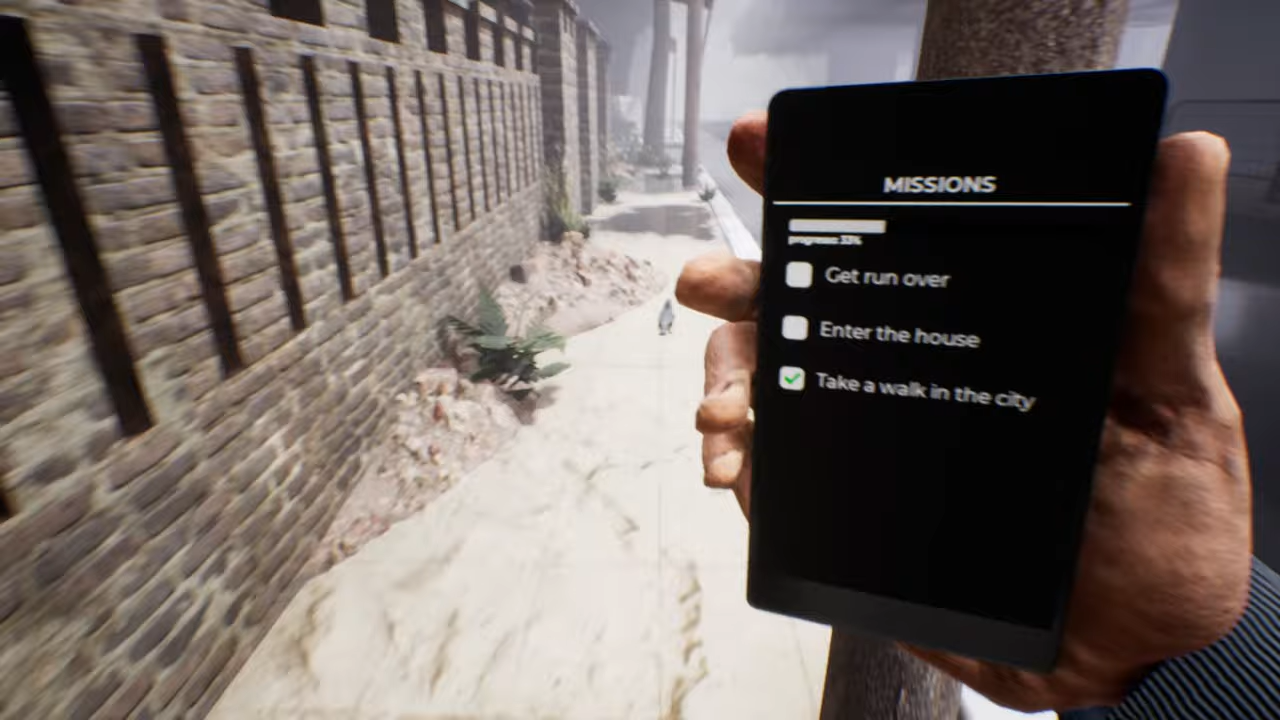 MISSIONS
progress: 33%
Get run over
Enter the house
Take a walk in the city